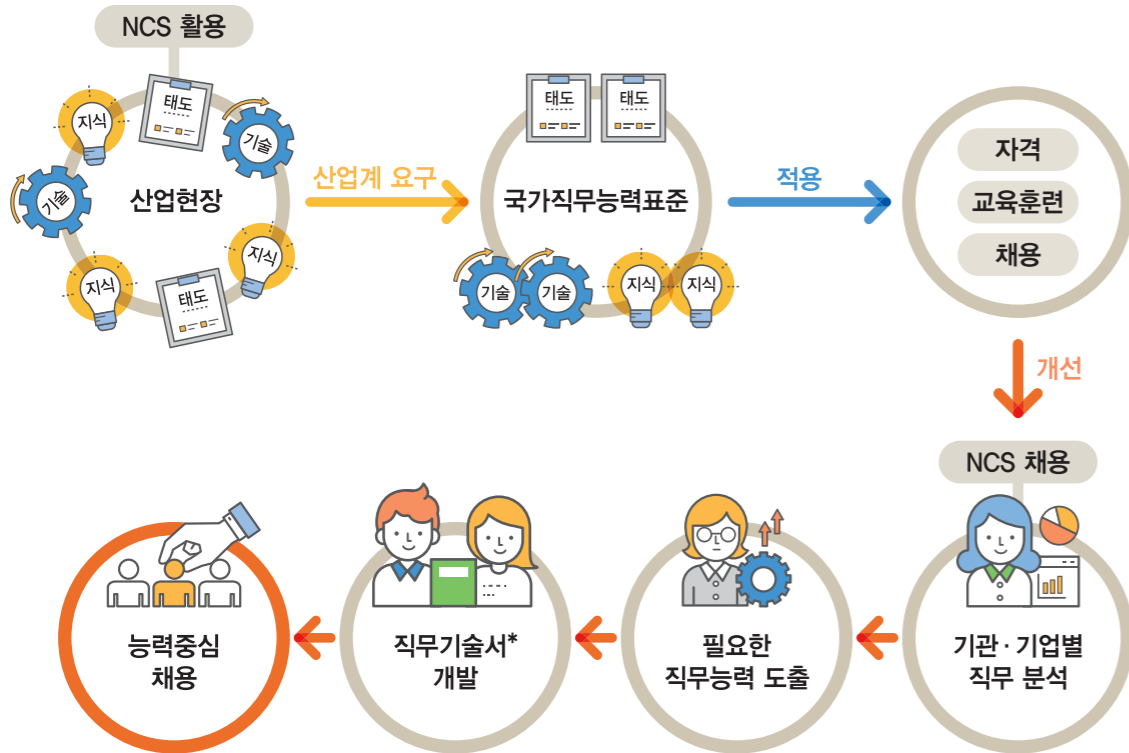 NCS 활용
태도
지식
기술
산업현장
기술
지식
지식
태도
산업계 요구
태도 태도
국가직무능력표준
기술 기술 지식 지식
적용
자격
교육훈련
채용
개선
NCS 채용
기관·기업별
직무 분석
필요한
직무능력 도출
직무기술서*
개발
능력중심
채용